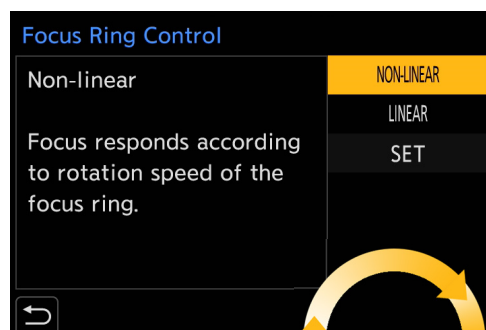 Focus Ring Control
Non-linear
NON-LINEAR
LINEAR
SET
Focus responds according
to rotation speed of the
focus ring.